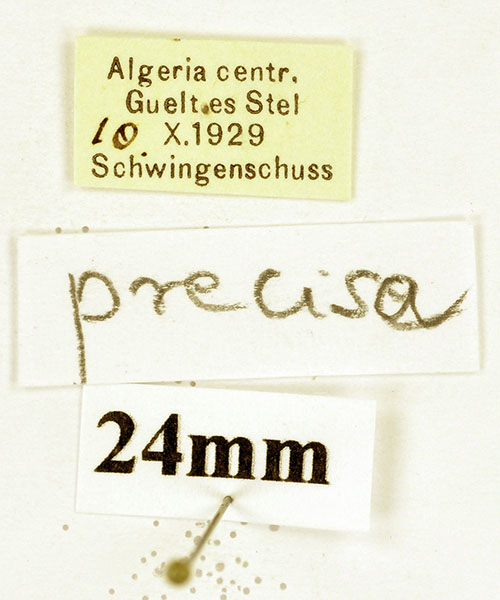 Algeria centr.
Guelt.es Stel
10. X.1929
Schwingenschuss
precisa
24mm